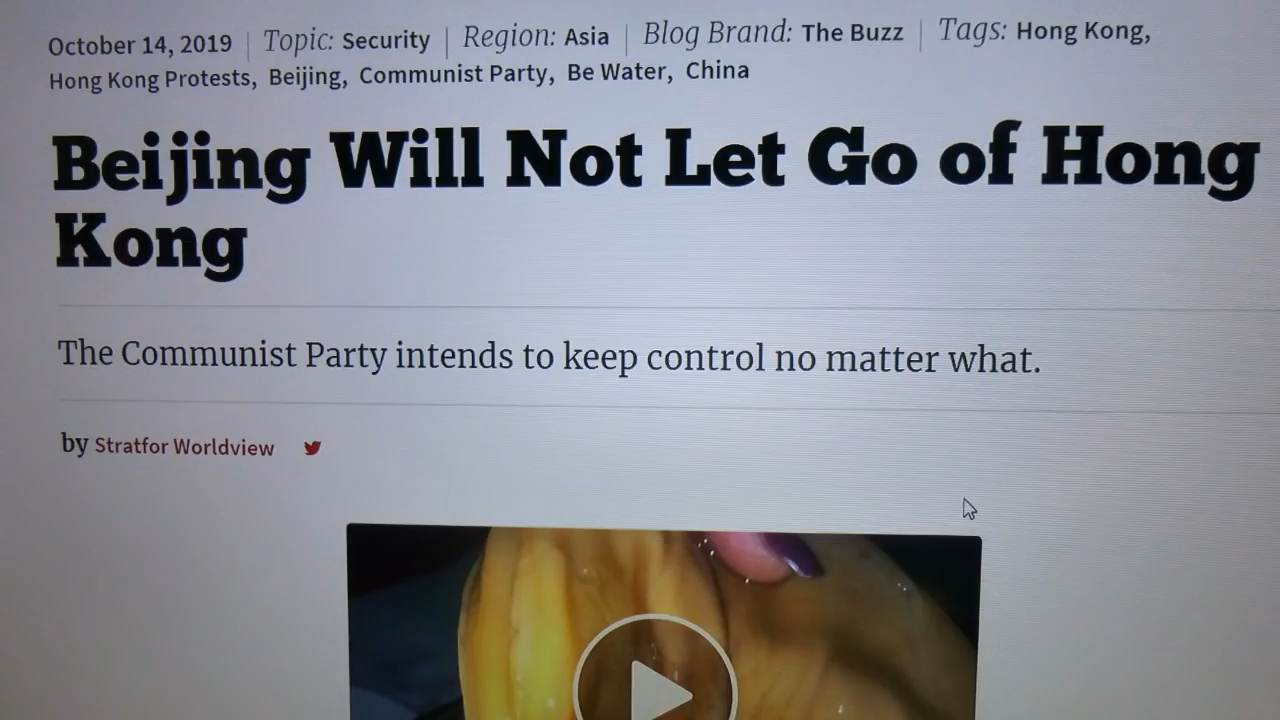 October 14, 2019 | Topic: Security | Region: Asia | Blog Brand: The Buzz | Tags: Hong Kong,
Hong Kong Protests, Beijing, Communist Party, Be Water, China
Beijing Will Not Let Go of Hong
Kong
The Communist Party intends to keep control no matter what.
by Stratfor Worldview